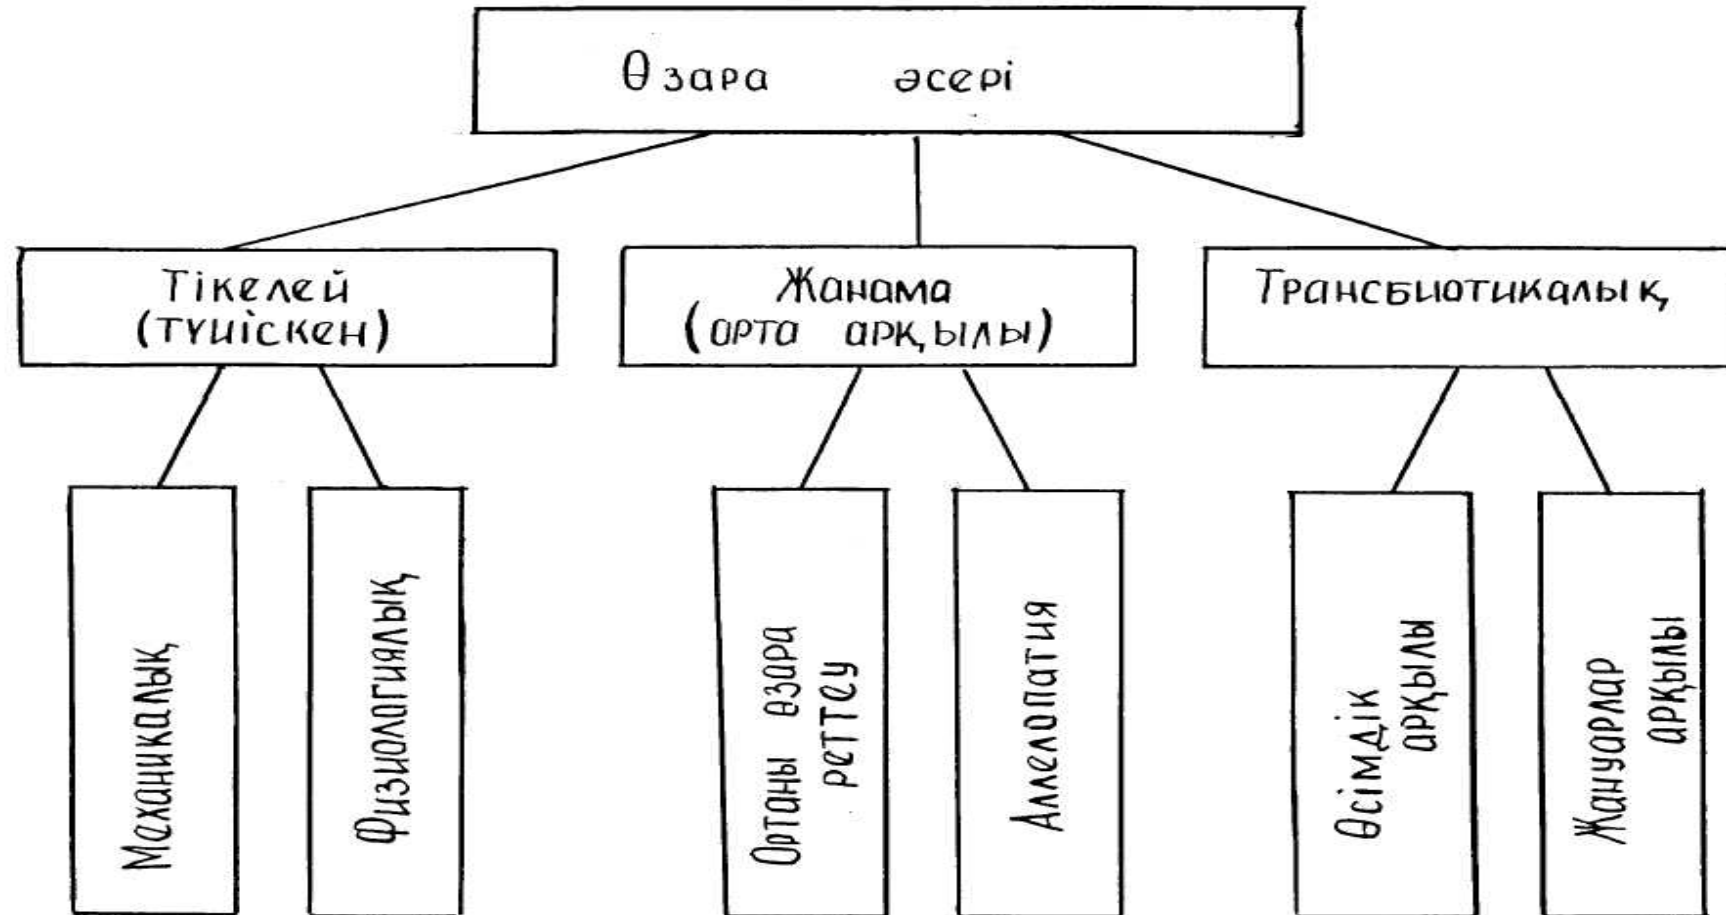 Өзара әсері
Тікелей
(түйіскен)
Жанама
(орта арқылы)
Трансбиотикалық
Механикалық
Физиологиялық
Ортаны өзара
реттеу
Аллелопатия
Өсімдік
арқылы
Жануарлар
арқылы